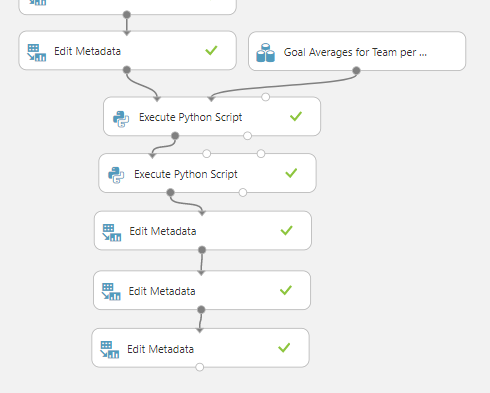 Edit Metadata
Goal Averages for Team per ...
Execute Python Script
Execute Python Script
Edit Metadata
Edit Metadata
Edit Metadata